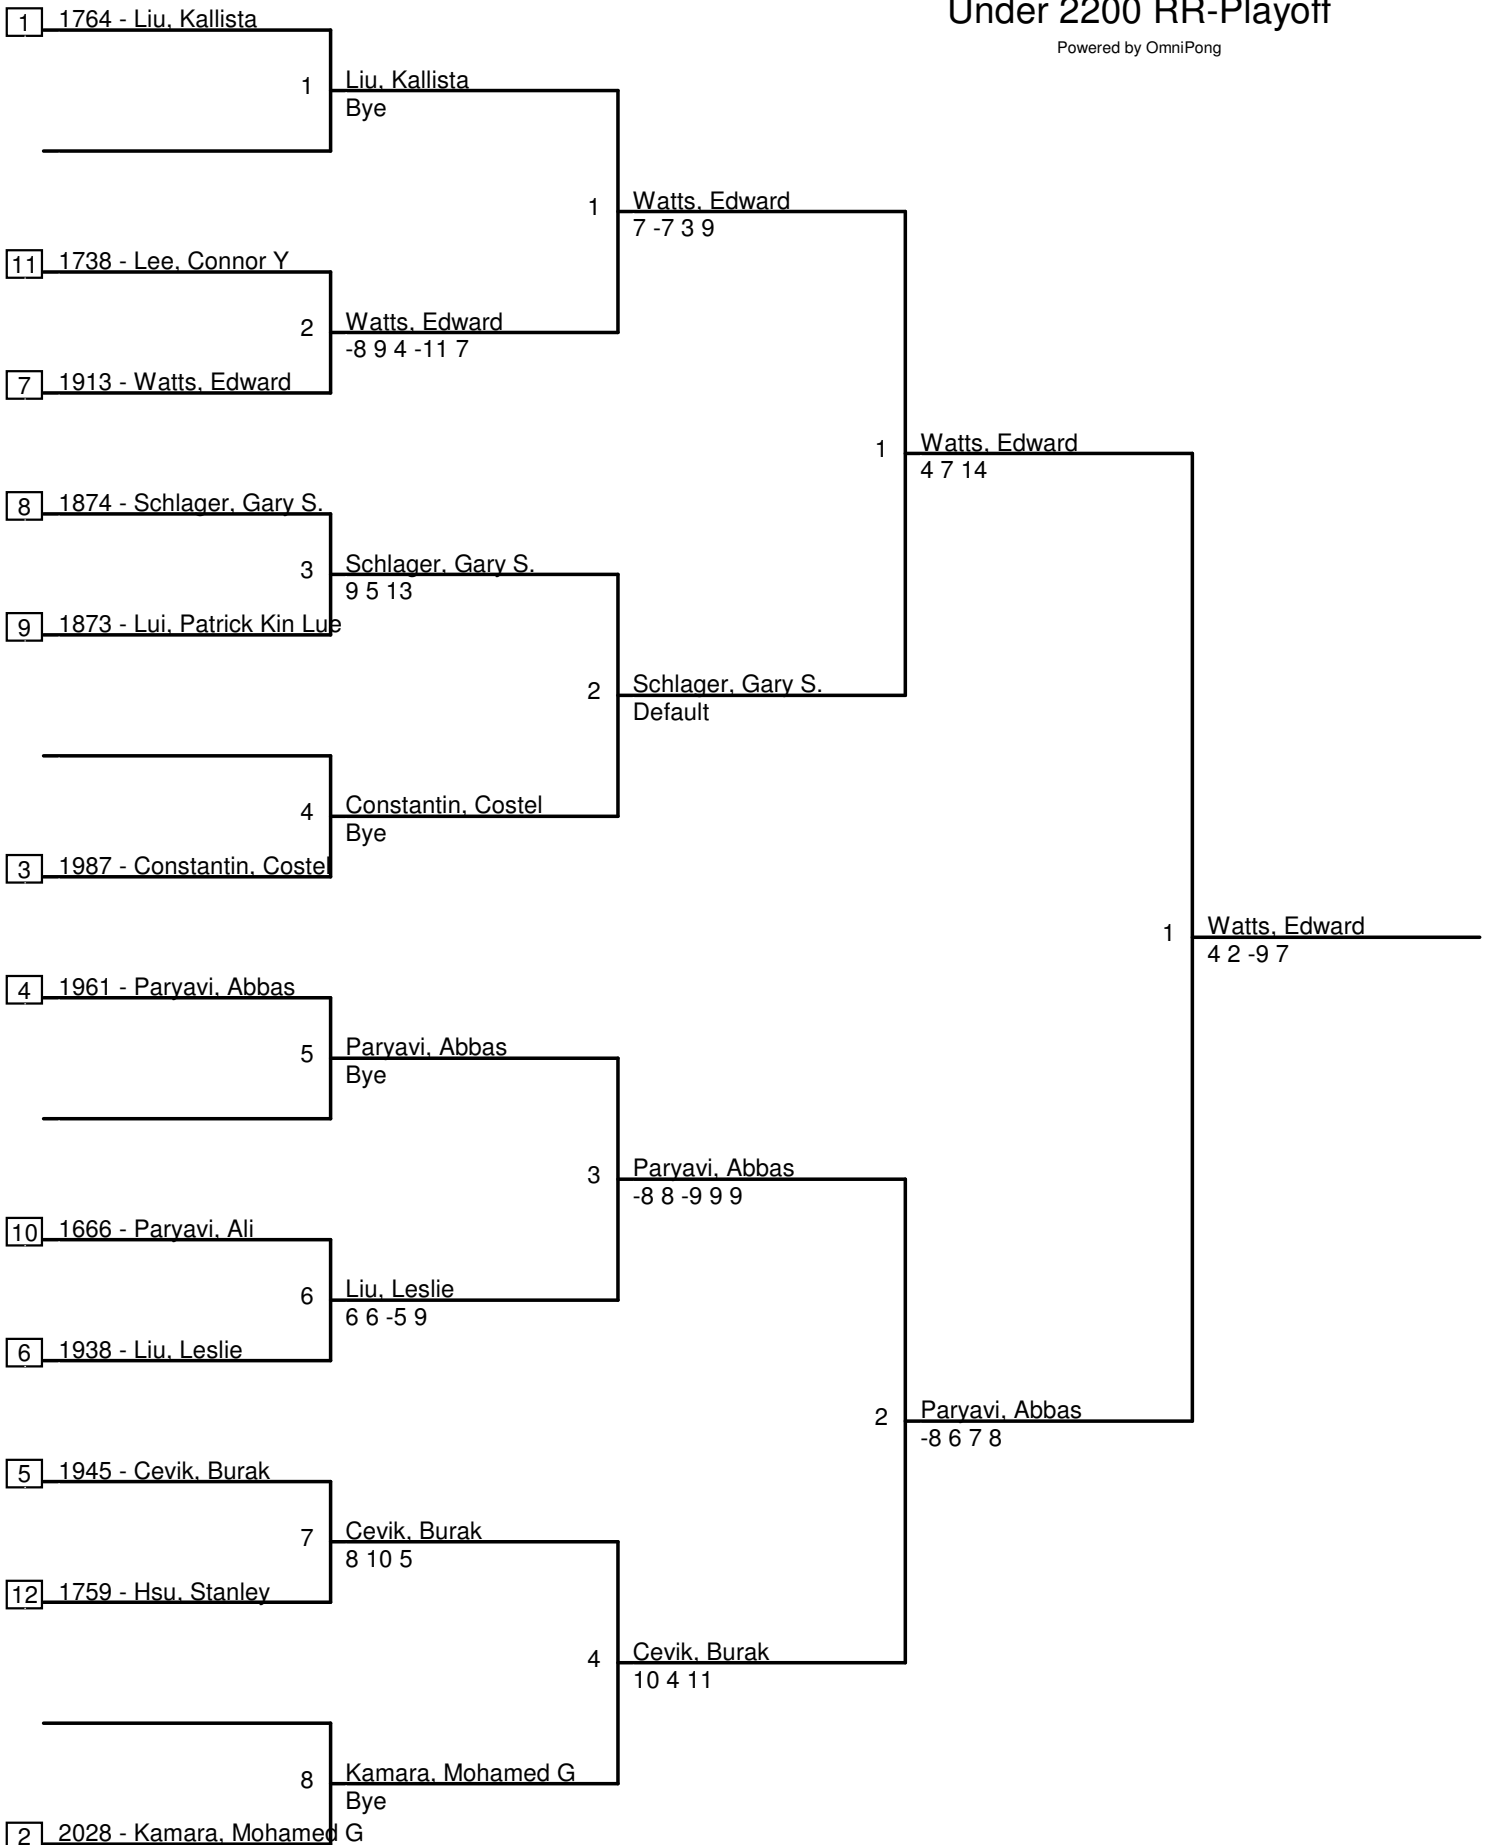 Under 2200 RR-Playoff
Powered by OmniPong
1 1764 - Liu, Kallista
1 Liu, Kallista
Bye
1 Watts, Edward
7 -7 3 9
11 1738 - Lee, Connor Y
2 Watts, Edward
-8 9 4 -11 7
7 1913 - Watts, Edward
1 Watts, Edward
4 7 14
8 1874 - Schlager, Gary S.
3 Schlager, Gary S.
9 5 13
9 1873 - Lui, Patrick Kin Lue
2 Schlager, Gary S.
Default
4 Constantin, Costel
Bye
3 1987 - Constantin, Costel
1 Watts, Edward
4 2 -9 7
4 1961 - Paryavi, Abbas
5 Paryavi, Abbas
Bye
3 Paryavi, Abbas
-8 8 -9 9 9
10 1666 - Paryavi, Ali
6 Liu, Leslie
6 6 -5 9
6 1938 - Liu, Leslie
2 Paryavi, Abbas
-8 6 7 8
5 1945 - Cevik, Burak
7 Cevik, Burak
8 10 5
12 1759 - Hsu, Stanley
4 Cevik, Burak
10 4 11
8 Kamara, Mohamed G
Bye
2 2028 - Kamara, Mohamed G